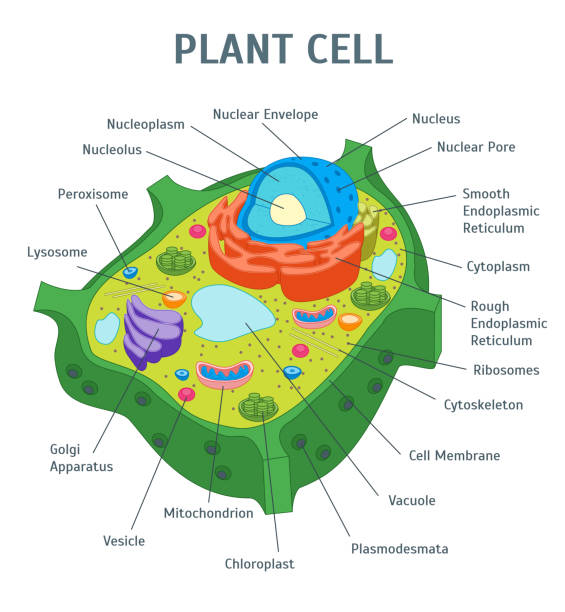 PLANT CELL
Nuclear Envelope
Nucleoplasm
Nucleus
Nucleolus
Nuclear Pore
Peroxisome
Smooth
Endoplasmic
Reticulum
Lysosome
Cytoplasm
Rough
Endoplasmic
Reticulum
Ribosomes
Cytoskeleton
Golgi
Apparatus
Cell Membrane
Vacuole
Mitochondrion
Vesicle
Plasmodesmata
Chloroplast